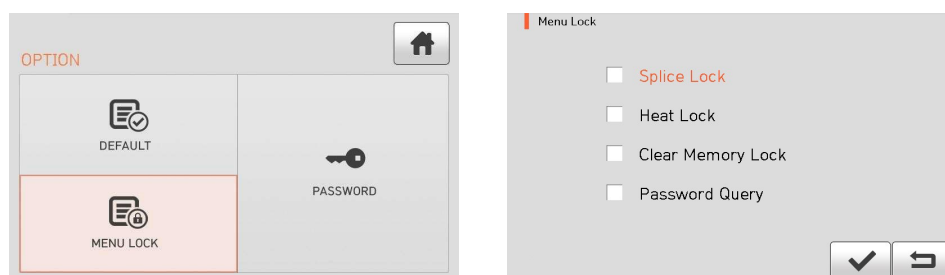 OPTION
DEFAULT
MENU LOCK
PASSWORD
Menu Lock
Splice Lock
Heat Lock
Clear Memory Lock
Password Query